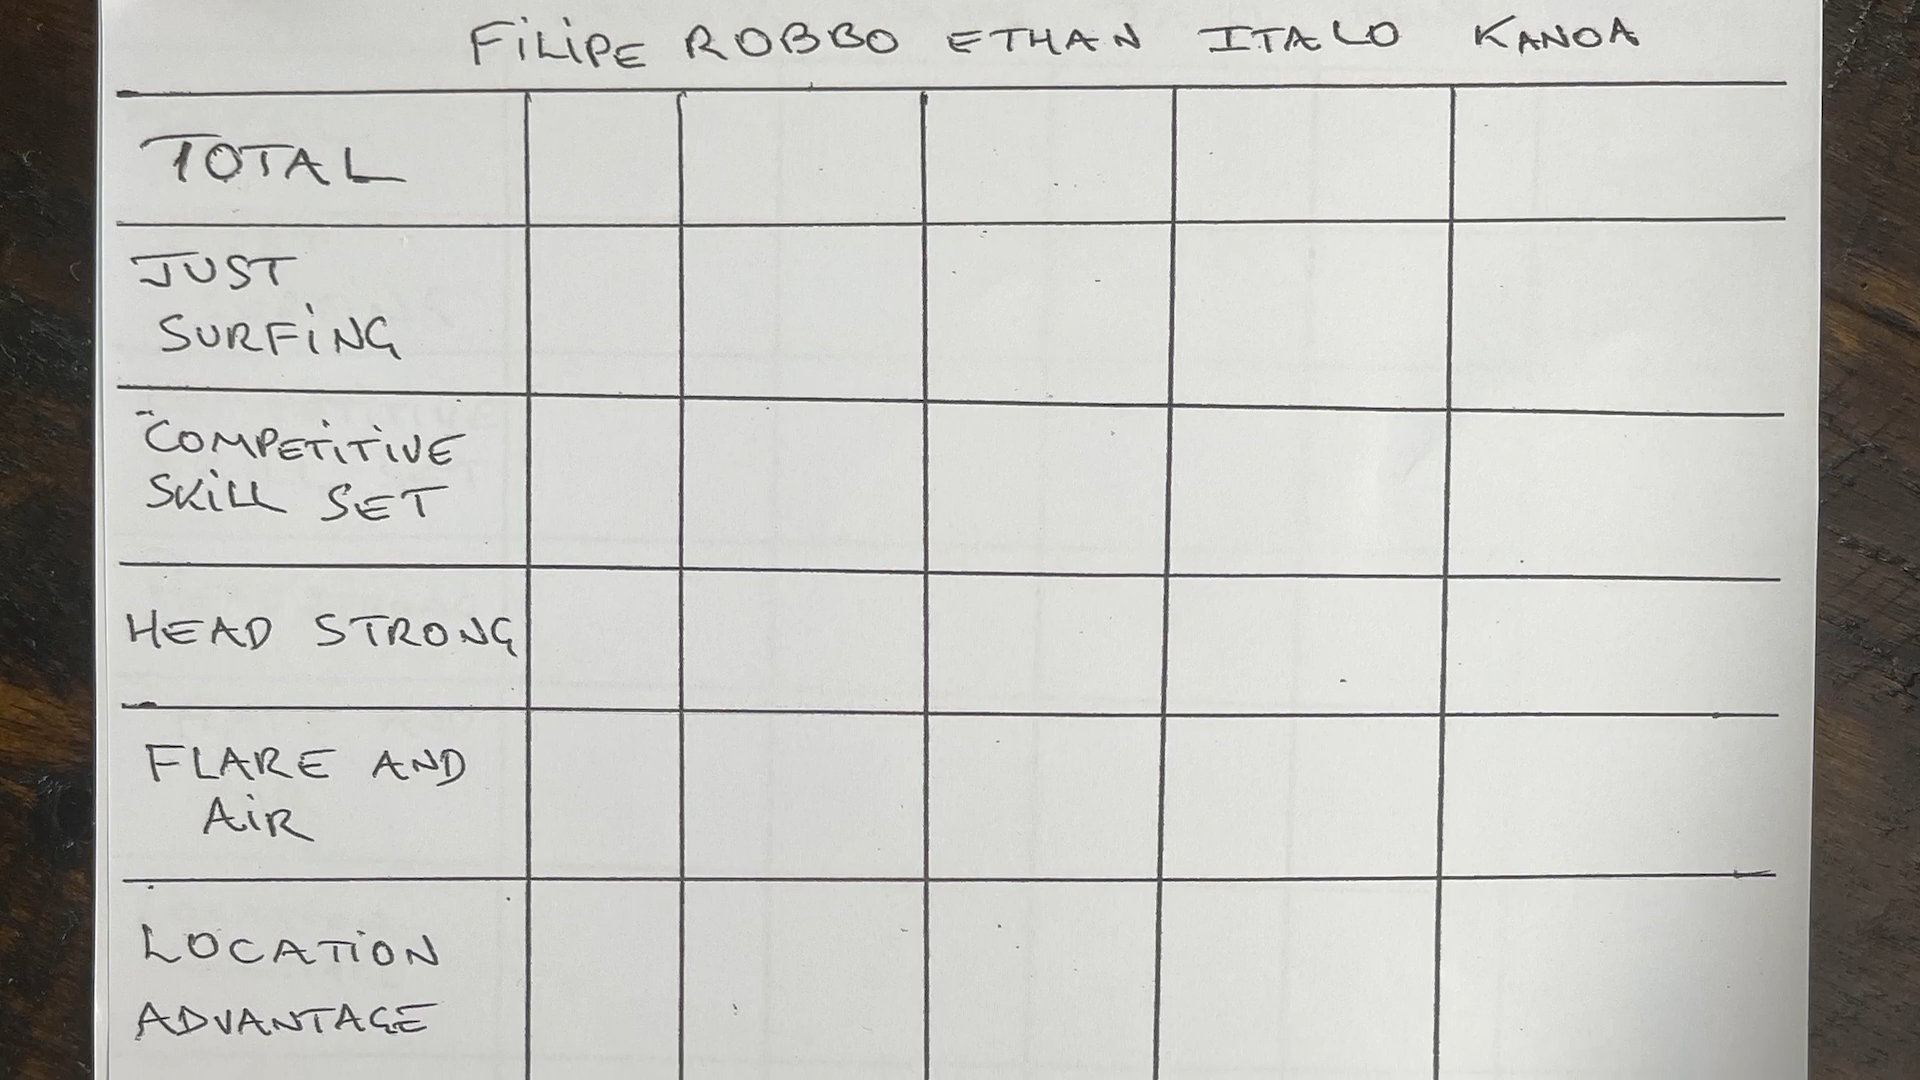 FILIPE ROBBO ETHAN ITALO KANOA
TOTAL
JUST
SURFING
COMPETITIVE
SKILL SET
HEAD STRONG
FLARE AND
AIR
LOCATION
ADVANTAGE